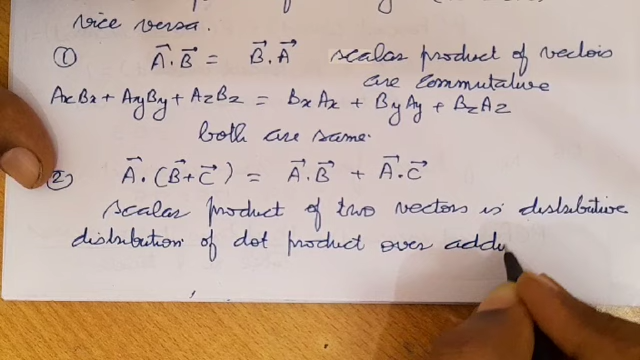 vice versa.
① A⃗.B⃗ = B⃗.A⃗ scalar product of vectors
are commutative
AxBx + AyBy + AzBz = BxAx + ByAy + BzAz
both are same.
② A⃗.(B⃗+C⃗) = A⃗.B⃗ + A⃗.C⃗
scalar product of two vectors is distributive
distribution of dot product over addi